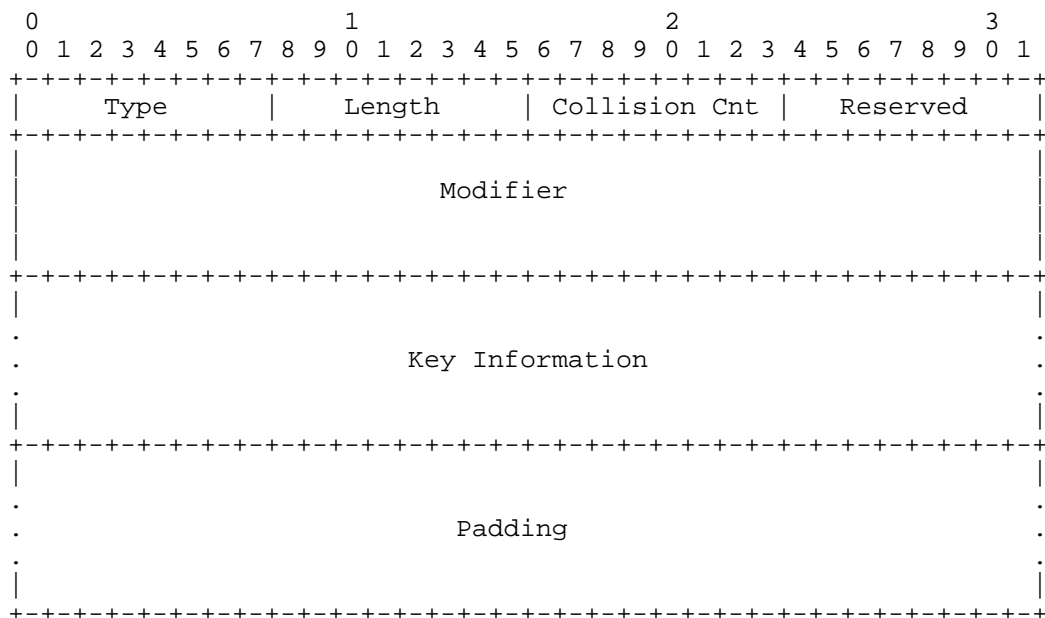 0                   1                   2                   3
 0 1 2 3 4 5 6 7 8 9 0 1 2 3 4 5 6 7 8 9 0 1 2 3 4 5 6 7 8 9 0 1
+-+-+-+-+-+-+-+-+-+-+-+-+-+-+-+-+-+-+-+-+-+-+-+-+-+-+-+-+-+-+-+-+
|     Type      |    Length     | Collision Cnt |   Reserved    |
+-+-+-+-+-+-+-+-+-+-+-+-+-+-+-+-+-+-+-+-+-+-+-+-+-+-+-+-+-+-+-+-+
|                                                               |
|                          Modifier                             |
|                                                               |
|                                                               |
+-+-+-+-+-+-+-+-+-+-+-+-+-+-+-+-+-+-+-+-+-+-+-+-+-+-+-+-+-+-+-+-+
|                                                               |
.                                                               .
.                        Key Information                        .
.                                                               .
|                                                               |
+-+-+-+-+-+-+-+-+-+-+-+-+-+-+-+-+-+-+-+-+-+-+-+-+-+-+-+-+-+-+-+-+
|                                                               |
.                                                               .
.                           Padding                             .
.                                                               .
|                                                               |
+-+-+-+-+-+-+-+-+-+-+-+-+-+-+-+-+-+-+-+-+-+-+-+-+-+-+-+-+-+-+-+-+